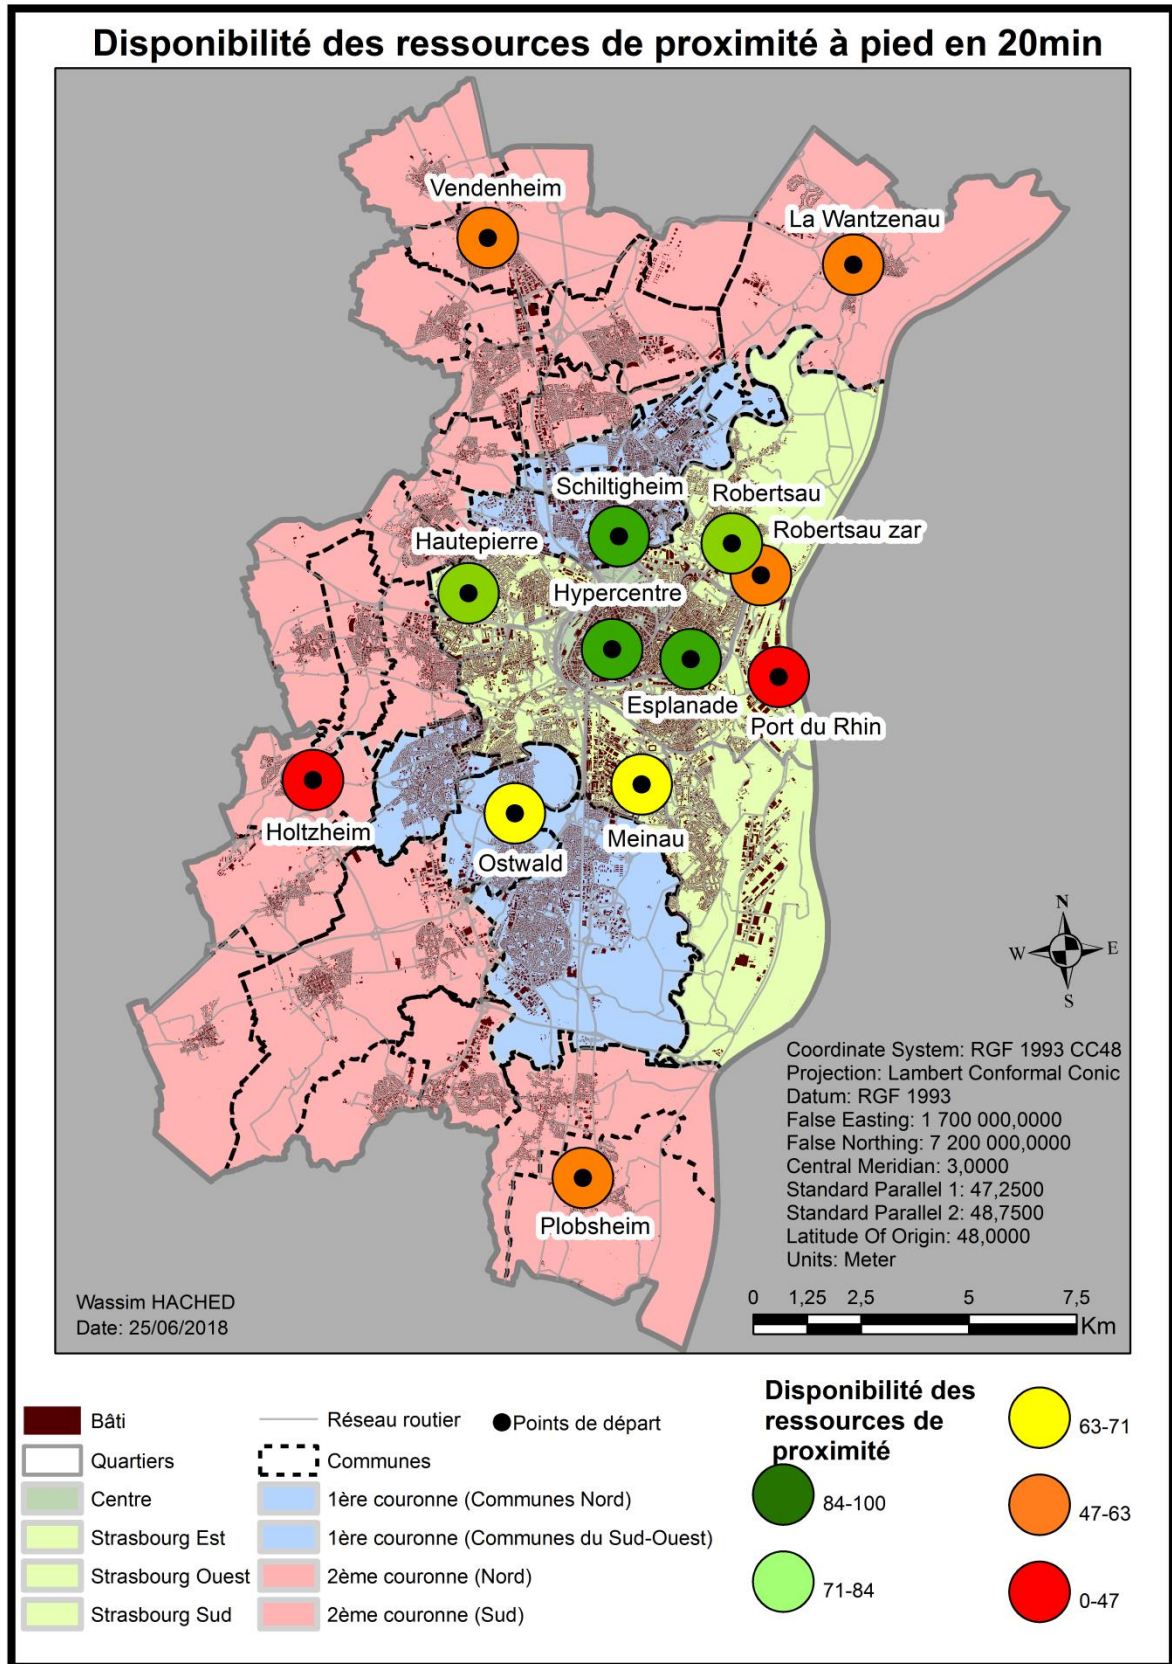 Disponibilité des ressources de proximité à pied en 20min
Vendenheim
La Wantzenau
Schiltigheim
Robertsau
Hautepierre
Robertsau zar
Hypercentre
Esplanade
Port du Rhin
Holtzheim
Ostwald
Meinau
Plobsheim
N
W
E
S
Coordinate System: RGF 1993 CC48
Projection: Lambert Conformal Conic
Datum: RGF 1993
False Easting: 1 700 000,0000
False Northing: 7 200 000,0000
Central Meridian: 3,0000
Standard Parallel 1: 47,2500
Standard Parallel 2: 48,7500
Latitude Of Origin: 48,0000
Units: Meter
Wassim HACHED
Date: 25/06/2018
0 1,25 2,5 5 7,5
Km
Bâti
Quartiers
Centre
Strasbourg Est
Strasbourg Ouest
Strasbourg Sud
Réseau routier
Communes
1ère couronne (Communes Nord)
1ère couronne (Communes du Sud-Ouest)
2ème couronne (Nord)
2ème couronne (Sud)
Points de départ
Disponibilité des
ressources de
proximité
84-100
71-84
63-71
47-63
0-47